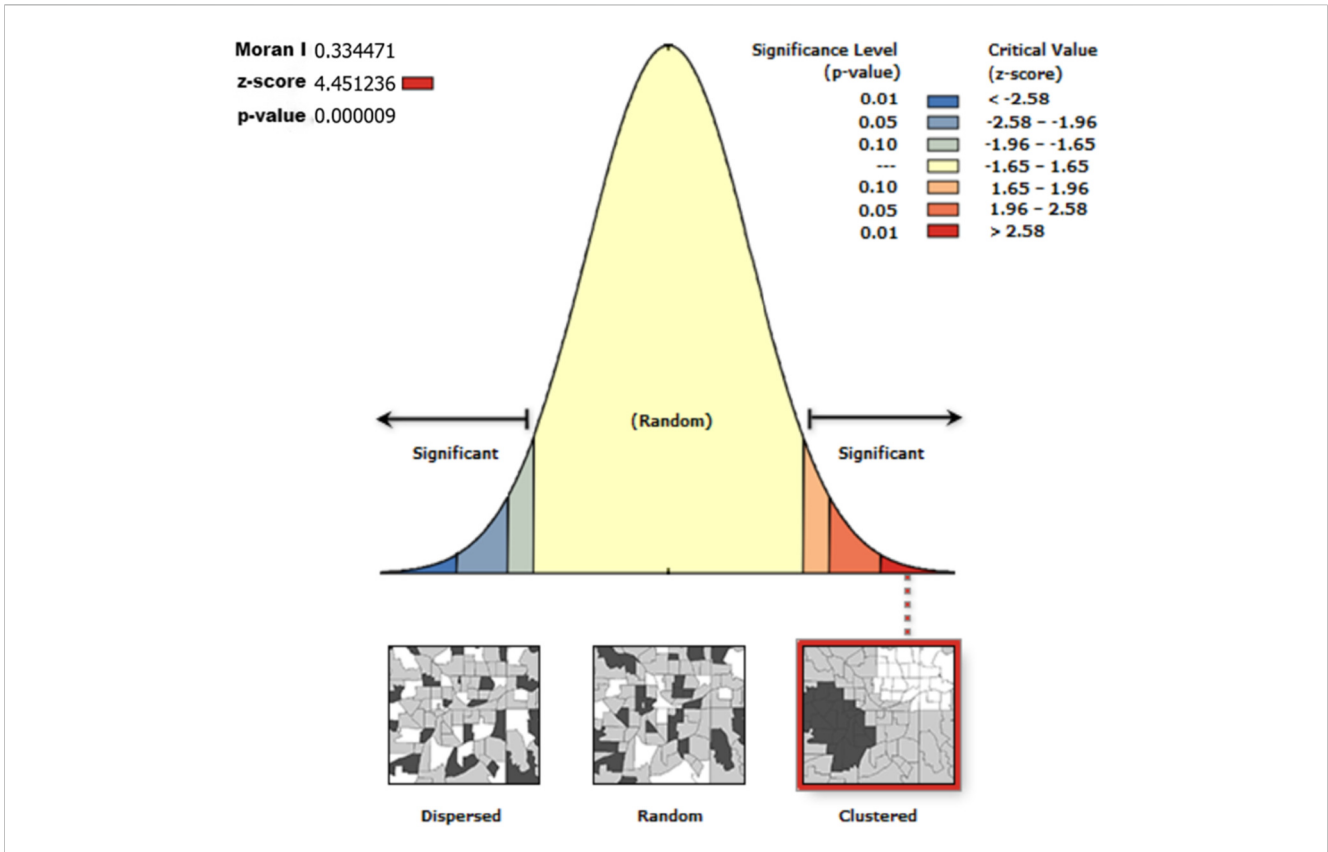 Moran I 0.334471
z-score 4.451236
p-value 0.000009
Significance Level Critical Value
(p-value) (z-score)
0.01 < -2.58
0.05 -2.58 – -1.96
0.10 -1.96 – -1.65
--- -1.65 – 1.65
0.10 1.65 – 1.96
0.05 1.96 – 2.58
0.01 > 2.58
(Random)
Significant Significant
Dispersed Random Clustered